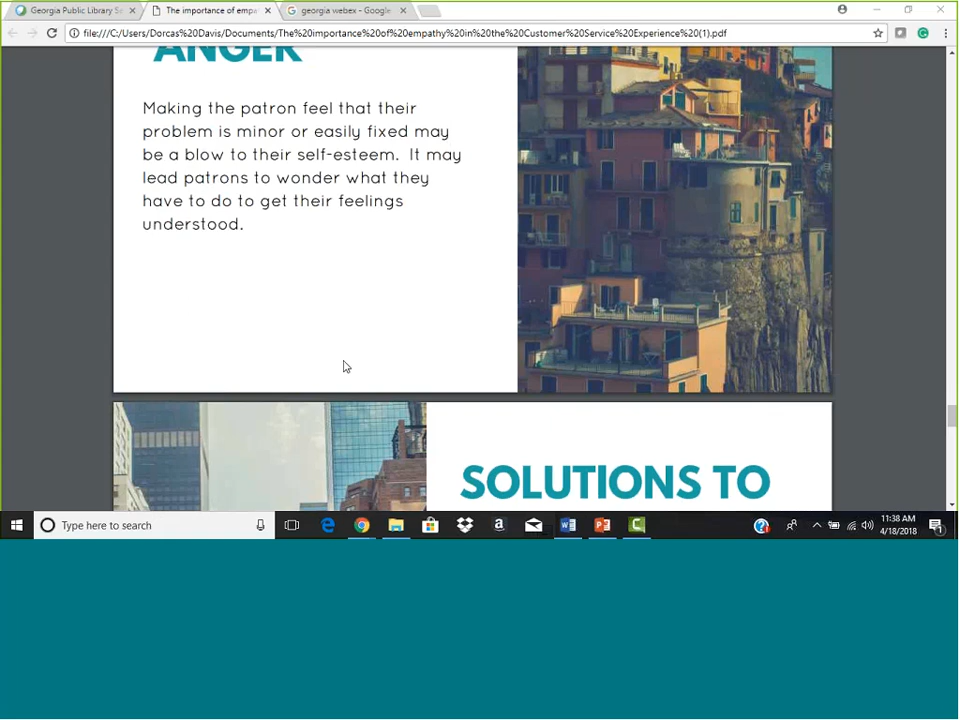 Georgia Public Library Se
The importance of empa
georgia webex - Google
file:///C:/Users/Dorcas%20Davis/Documents/The%20importance%20of%20empathy%20in%20the%20Customer%20Service%20Experience%20(1).pdf
ANGER
Making the patron feel that their
problem is minor or easily fixed may
be a blow to their self-esteem. It may
lead patrons to wonder what they
have to do to get their feelings
understood.
SOLUTIONS TO
Type here to search
11:38 AM
4/18/2018